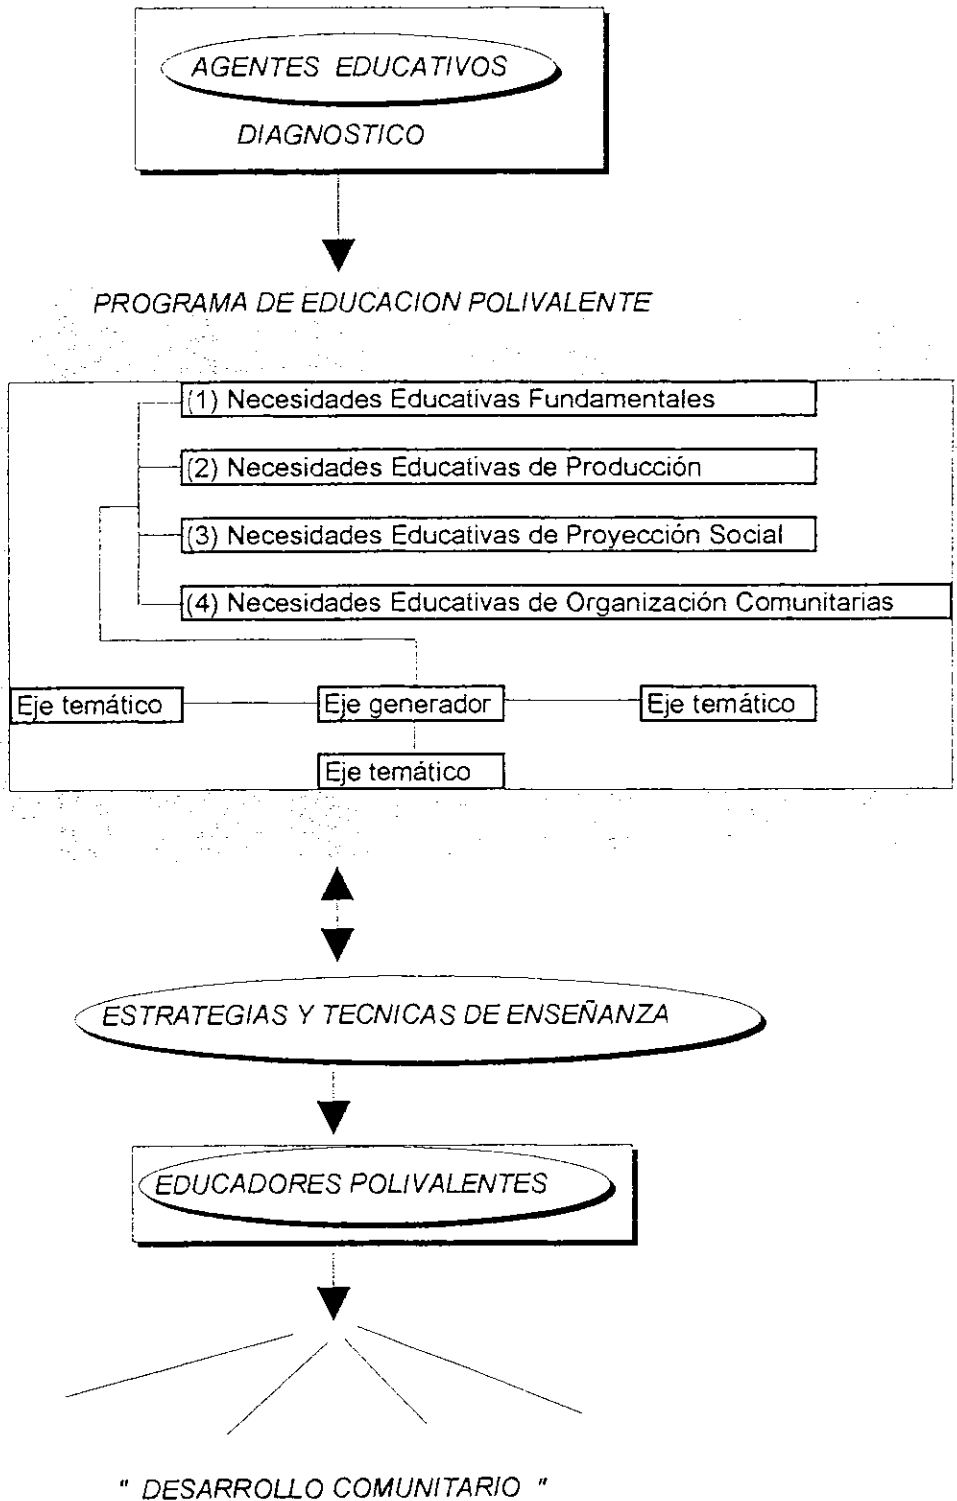 AGENTES EDUCATIVOS
DIAGNOSTICO
PROGRAMA DE EDUCACION POLIVALENTE
(1) Necesidades Educativas Fundamentales
(2) Necesidades Educativas de Producción
(3) Necesidades Educativas de Proyección Social
(4) Necesidades Educativas de Organización Comunitarias
Eje temático Eje generador Eje temático
Eje temático
ESTRATEGIAS Y TECNICAS DE ENSEÑANZA
EDUCADORES POLIVALENTES
" DESARROLLO COMUNITARIO "